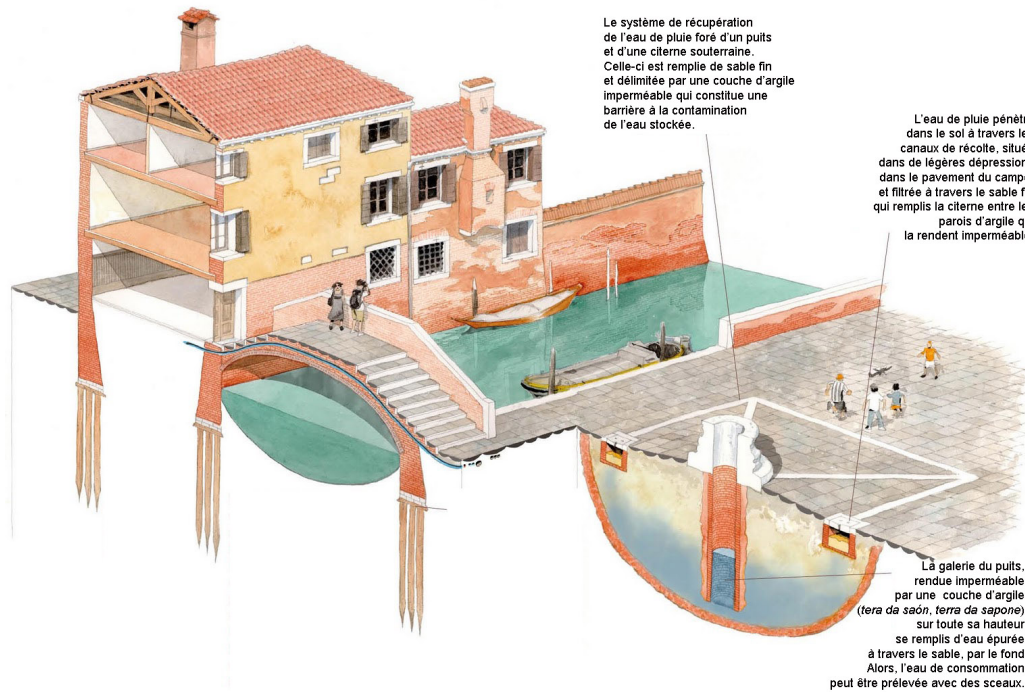 Le système de récupération
de l'eau de pluie foré d'un puits
et d'une citerne souterraine.
Celle-ci est remplie de sable fin
et délimitée par une couche d'argile
imperméable qui constitue une
barrière à la contamination
de l'eau stockée.
L'eau de pluie pénètr
dans le sol à travers le
canaux de récolte, situé
dans de légères dépression
dans le pavement du campo
et filtrée à travers le sable f
qui remplis la citerne entre le
parois d'argile q
la rendent imperméable
La galerie du puits,
rendue imperméable
par une couche d'argile
(tera da saón, terra da sapone)
sur toute sa hauteur
se remplis d'eau épurée
à travers le sable, par le fond
Alors, l'eau de consommation
peut être prélevée avec des sceaux.